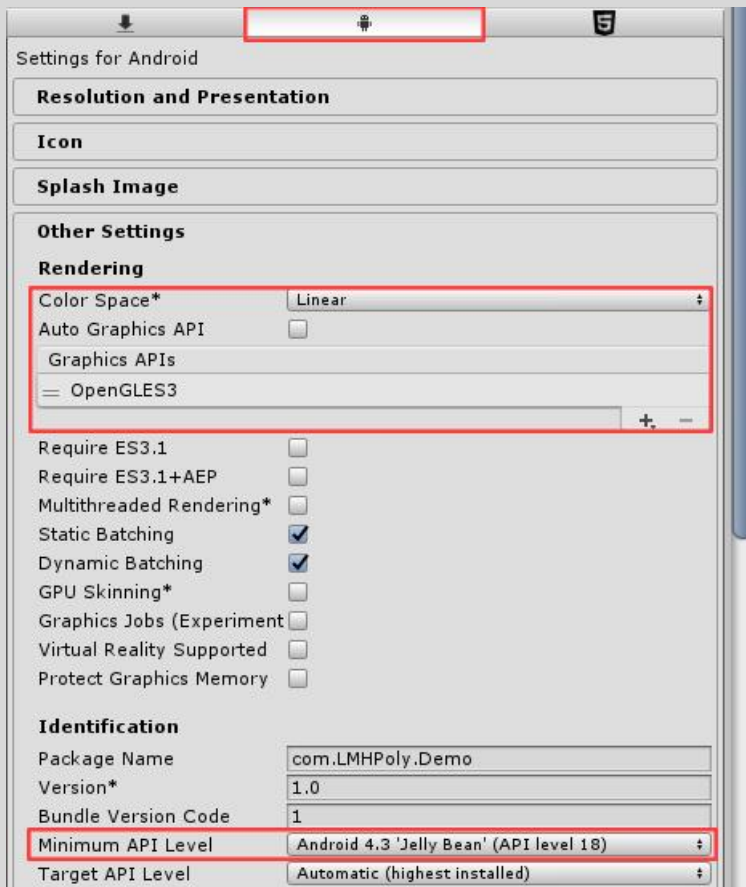 Settings for Android
Resolution and Presentation
Icon
Splash Image
Other Settings
Rendering
Color Space* Linear
Auto Graphics API
Graphics APIs
= OpenGLES3
+ −
Require ES3.1
Require ES3.1+AEP
Multithreaded Rendering*
Static Batching
Dynamic Batching
GPU Skinning*
Graphics Jobs (Experiment
Virtual Reality Supported
Protect Graphics Memory
Identification
Package Name com.LMHPoly.Demo
Version* 1.0
Bundle Version Code 1
Minimum API Level Android 4.3 'Jelly Bean' (API level 18)
Target API Level Automatic (highest installed)